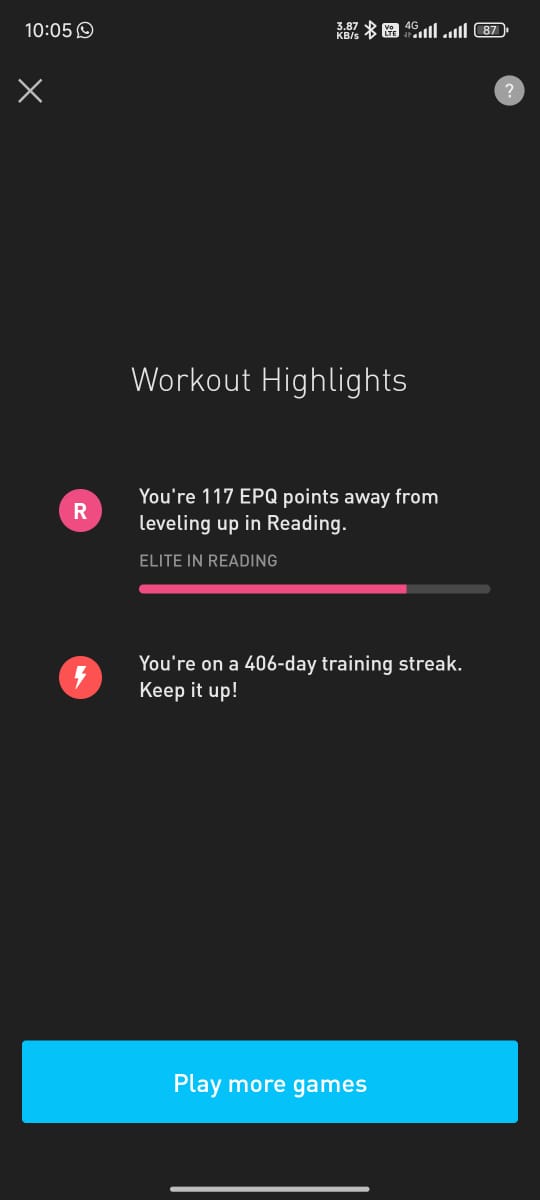 10:05
3.87
KB/s
Vo
LTE
4G
87
?
Workout Highlights
R
You're 117 EPQ points away from
leveling up in Reading.
ELITE IN READING
You're on a 406-day training streak.
Keep it up!
Play more games